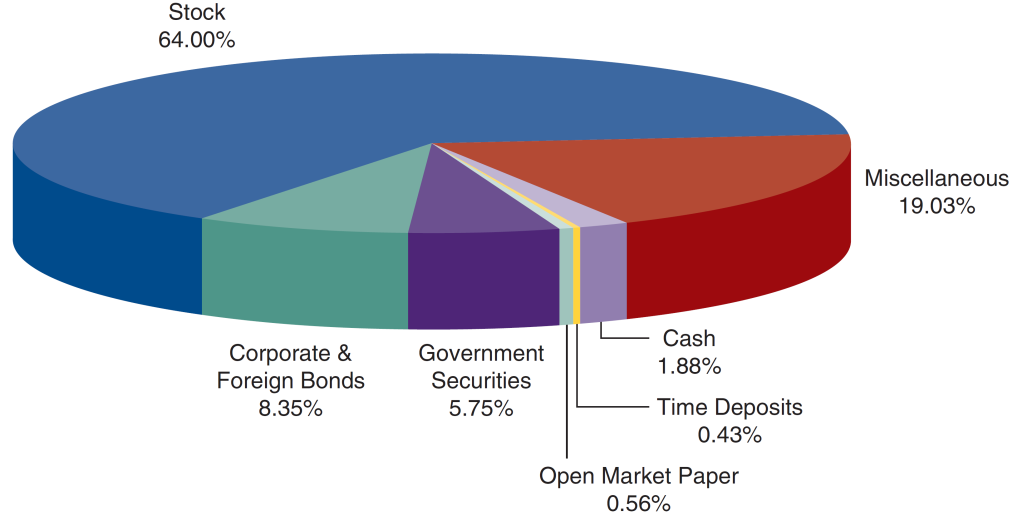 Stock
64.00%
Miscellaneous
19.03%
Corporate &
Foreign Bonds
8.35%
Government
Securities
5.75%
Cash
1.88%
Time Deposits
0.43%
Open Market Paper
0.56%